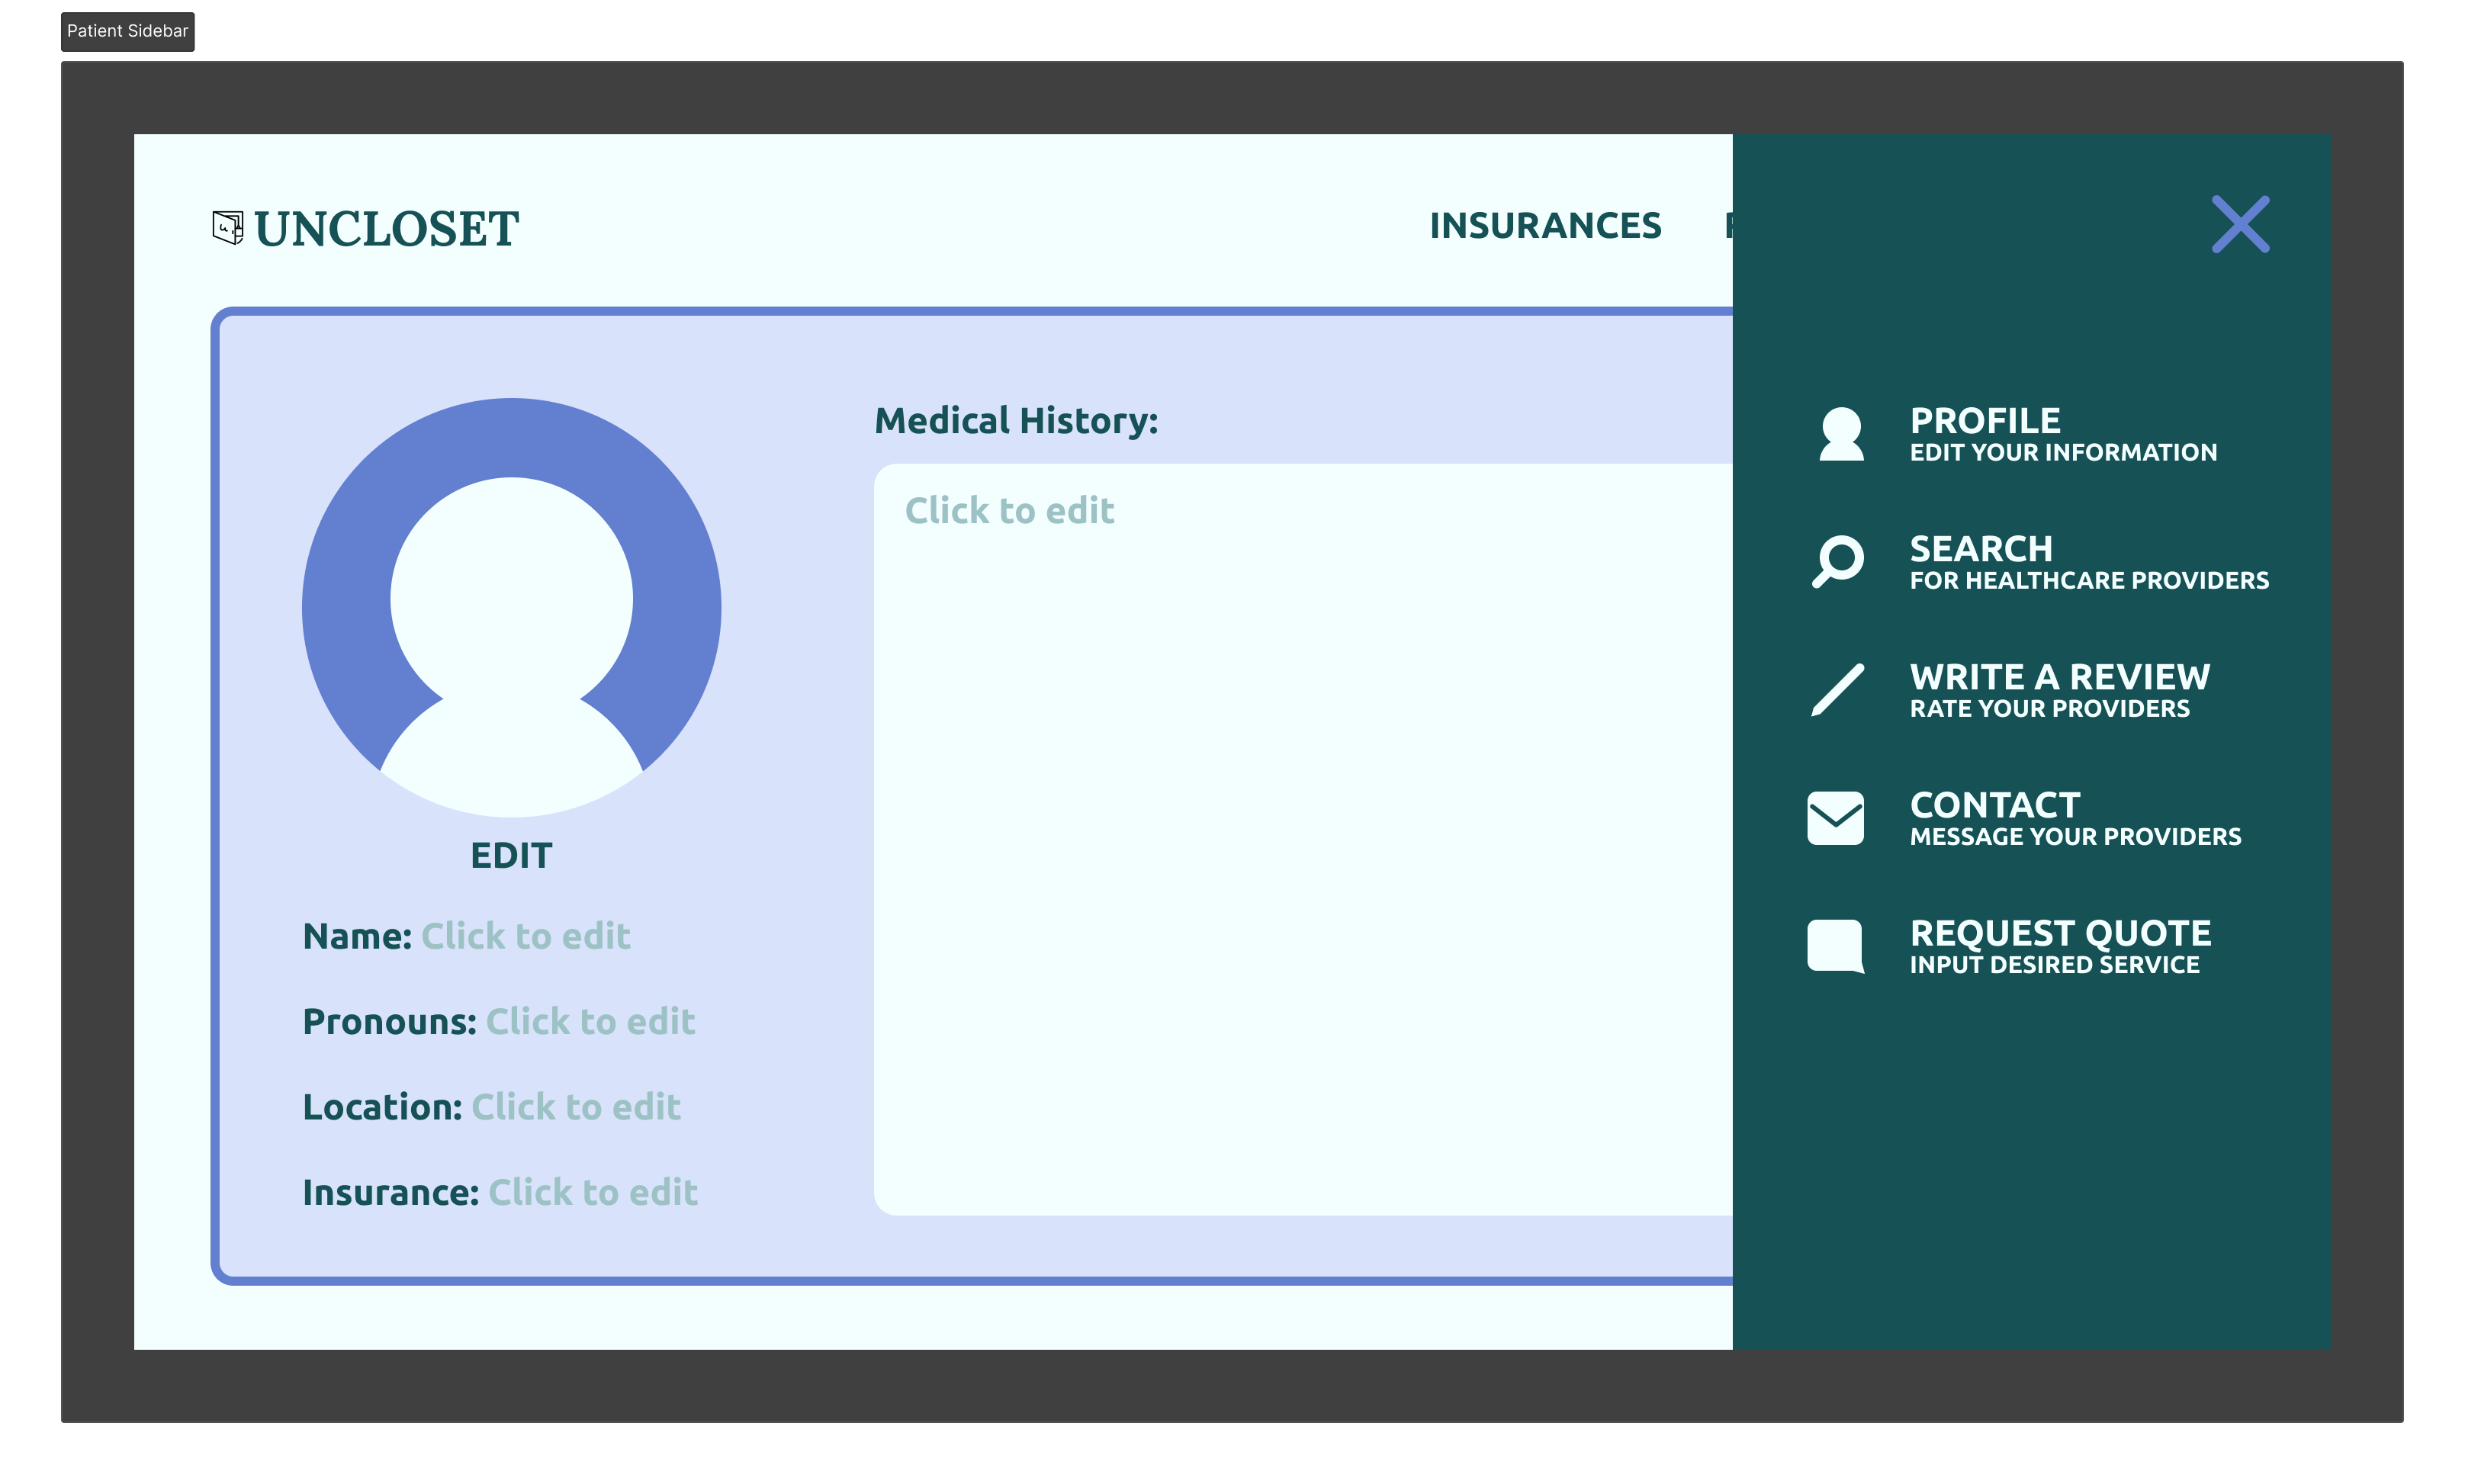 Patient Sidebar
UNCLOSET
INSURANCES
Medical History:
Click to edit
EDIT
Name: Click to edit
Pronouns: Click to edit
Location: Click to edit
Insurance: Click to edit
PROFILE
EDIT YOUR INFORMATION
SEARCH
FOR HEALTHCARE PROVIDERS
WRITE A REVIEW
RATE YOUR PROVIDERS
CONTACT
MESSAGE YOUR PROVIDERS
REQUEST QUOTE
INPUT DESIRED SERVICE